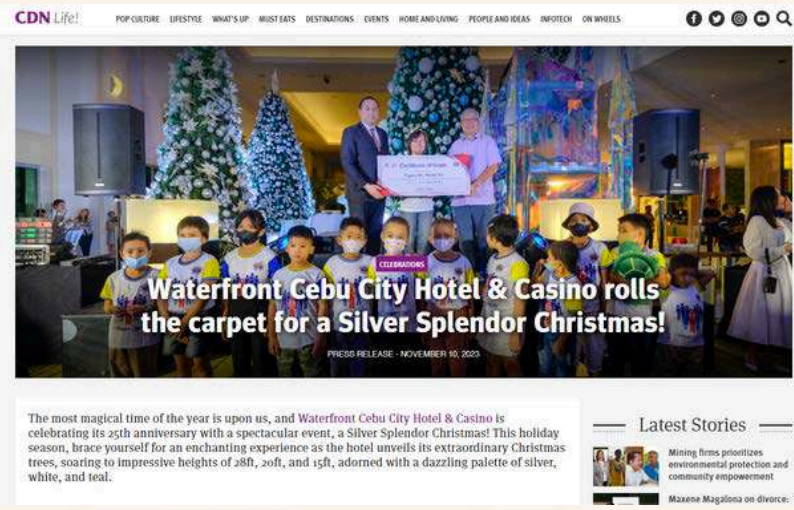 CDN Life!
POP CULTURE LIFESTYLE WHAT'S UP MUST EATS DESTINATIONS EVENTS HOME AND LIVING PEOPLE AND IDEAS INFOTECH ON WHEELS
CELEBRATIONS
Waterfront Cebu City Hotel & Casino rolls
the carpet for a Silver Splendor Christmas!
PRESS RELEASE - NOVEMBER 10, 2023
The most magical time of the year is upon us, and Waterfront Cebu City Hotel & Casino is
celebrating its 25th anniversary with a spectacular event, a Silver Splendor Christmas! This holiday
season, brace yourself for an enchanting experience as the hotel unveils its extraordinary Christmas
trees, soaring to impressive heights of 28ft, 20ft, and 15ft, adorned with a dazzling palette of silver,
white, and teal.
Latest Stories
Mining firms prioritizes
environmental protection and
community empowerment
Maxene Magalona on divorce: